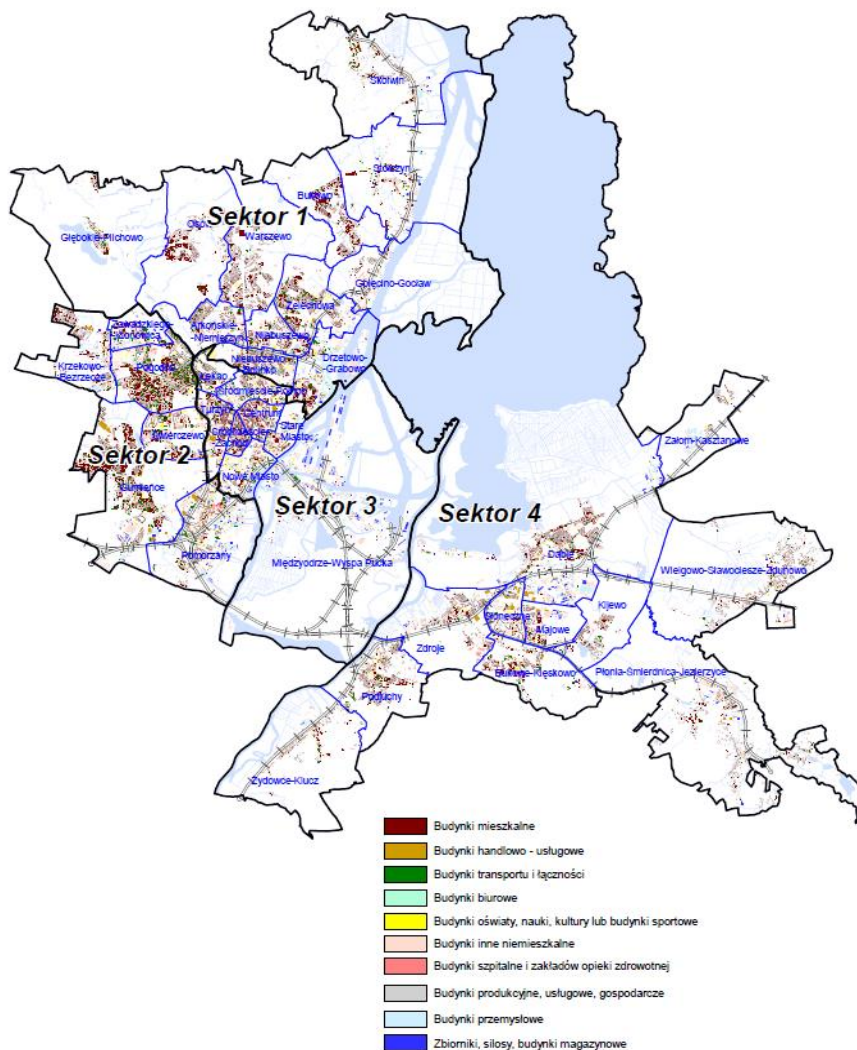 Skolwin
Stołczyn
Bukowo
Sektor 1
Warszewo
Głębokie-Pilchowo
Golęcino-Gocław
Żelechowa
Arkońskie-
Niemierzyn
Niebuszewo
Drzetowo-
Grabowo
Krzekowo-
Bezrzecze
Pogodno
Łękno
Turzyn
Centrum
Stare
Miasto
Świerczewo
Sektor 2
Gumieńce
Nowe Miasto
Sektor 3
Sektor 4
Załom-Kasztanowe
Pomorzany
Międzyodrze-Wyspa Pucka
Dąbie
Wielgowo-Sławociesze-Zdunowo
Słoneczne
Majowe
Kijewo
Zdroje
Bukowe-Klęskowo
Płonia-Śmierdnica-Jezierzyce
Podjuchy
Żydowce-Klucz
Budynki mieszkalne
Budynki handlowo - usługowe
Budynki transportu i łączności
Budynki biurowe
Budynki oświaty, nauki, kultury lub budynki sportowe
Budynki inne niemieszkalne
Budynki szpitalne i zakładów opieki zdrowotnej
Budynki produkcyjne, usługowe, gospodarcze
Budynki przemysłowe
Zbiorniki, silosy, budynki magazynowe